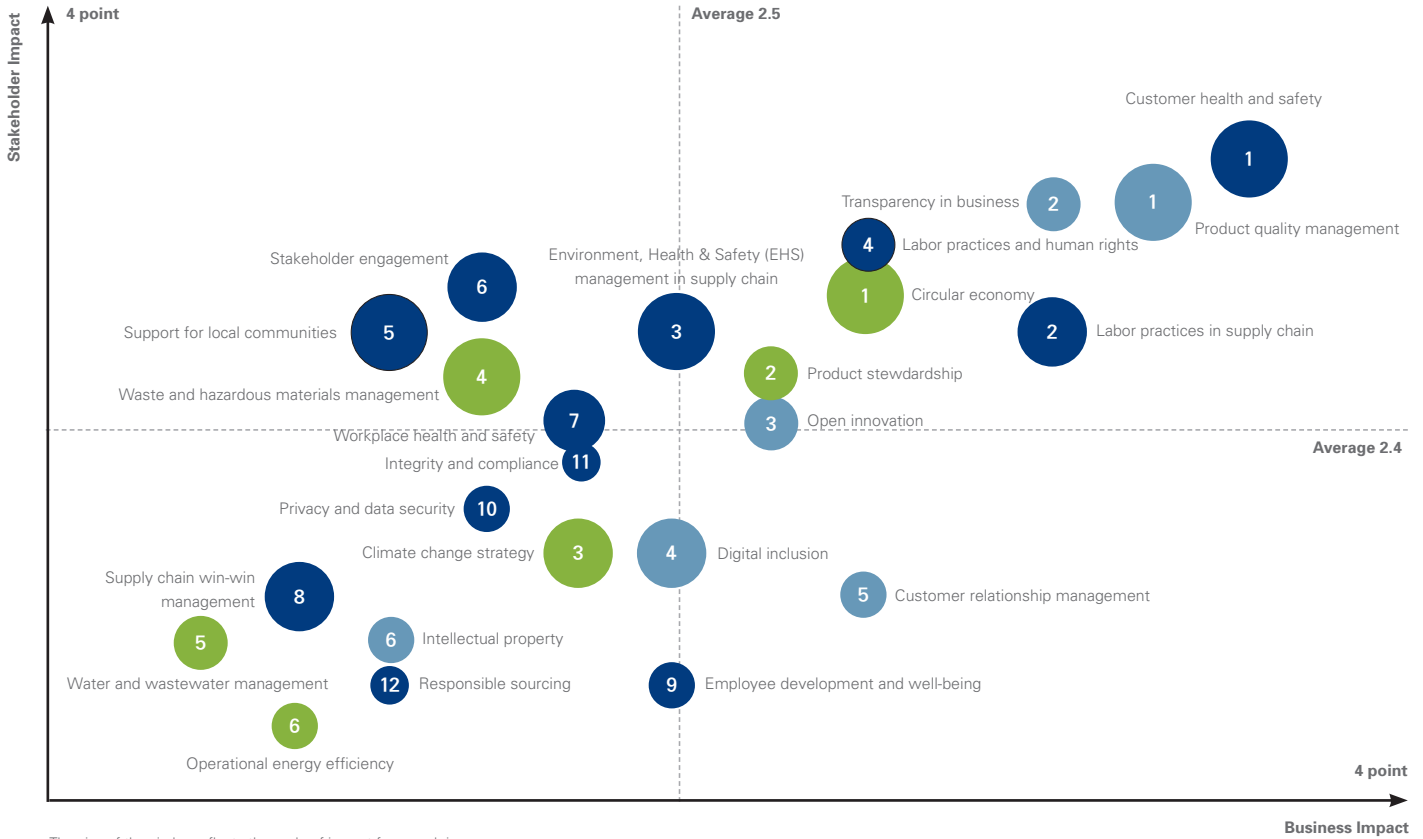 4 point
Average 2.5
Stakeholder Impact
Customer health and safety
1
Transparency in business
2
1
Product quality management
4
Labor practices and human rights
Stakeholder engagement
6
Environment, Health & Safety (EHS)
management in supply chain
3
1
Circular economy
Support for local communities
5
2
Labor practices in supply chain
Waste and hazardous materials management
4
2
Product stewdardship
7
Workplace health and safety
3
Open innovation
Average 2.4
Integrity and compliance
11
Privacy and data security
10
Climate change strategy
3
4
Digital inclusion
Supply chain win-win
management
8
5
Customer relationship management
5
Water and wastewater management
6
Intellectual property
12
Responsible sourcing
9
Employee development and well-being
6
Operational energy efficiency
4 point
Business Impact